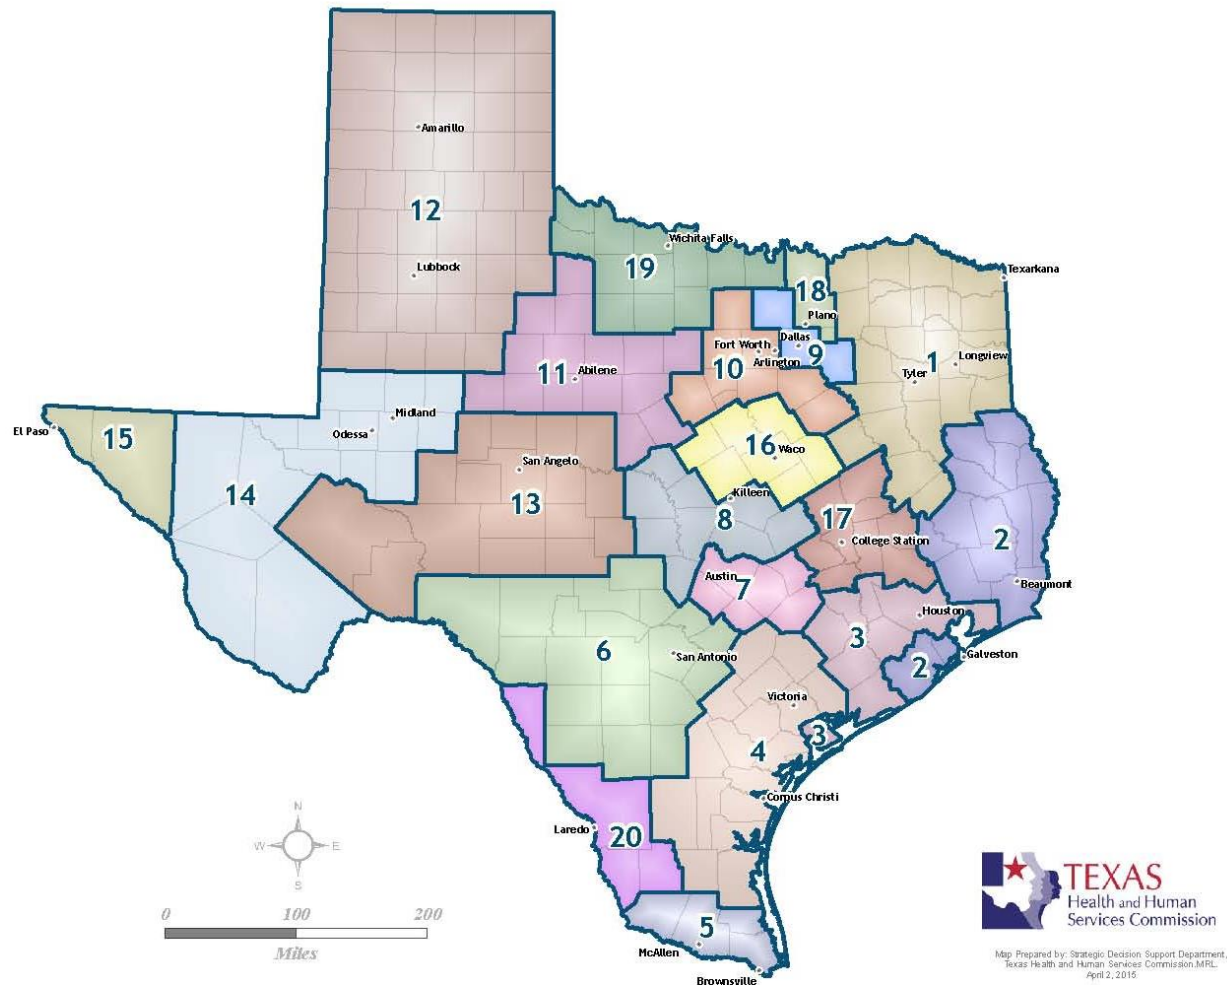 Amarillo
12
Lubbock
Wichita Falls
19
18
Texarkana
Plano
Dallas
Fort Worth
9
Arlington
10
1
Longview
Tyler
11
Abilene
Midland
Odessa
El Paso
15
16
Waco
San Angelo
14
13
Killeen
8
17
College Station
2
Austin
7
Beaumont
Houston
3
6
San Antonio
2
Galveston
Victoria
3
4
Corpus Christi
Laredo
20
5
McAllen
Brownsville
N
W
E
S
0 100 200
Miles
TEXAS
Health and Human
Services Commission
Map Prepared by: Strategic Decision Support Department,
Texas Health and Human Services Commission.MRL.
April 2, 2015